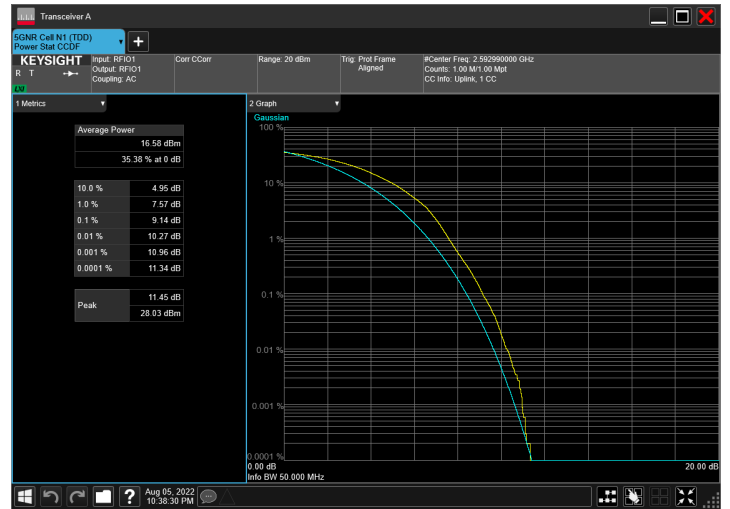 Transceiver A
5GNR Cell N1 (TDD)
Power Stat CCDF
KEYSIGHT
R T
LXI
Input: RFIO1
Output: RFIO1
Coupling: AC
Corr CCorr
Range: 20 dBm
Trig: Prot Frame
Aligned
#Center Freq: 2.592990000 GHz
Counts: 1.00 M/1.00 Mpt
CC Info: Uplink, 1 CC
1 Metrics
Average Power
16.58 dBm
35.38 % at 0 dB
10.0 % 4.95 dB
1.0 % 7.57 dB
0.1 % 9.14 dB
0.01 % 10.27 dB
0.001 % 10.96 dB
0.0001 % 11.34 dB
Peak
11.45 dB
28.03 dBm
2 Graph
Gaussian
100 %
10 %
1 %
0.1 %
0.01 %
0.001 %
0.0001 %
0.00 dB 20.00 dB
Info BW 50.000 MHz
?
Aug 05, 2022
10:38:30 PM